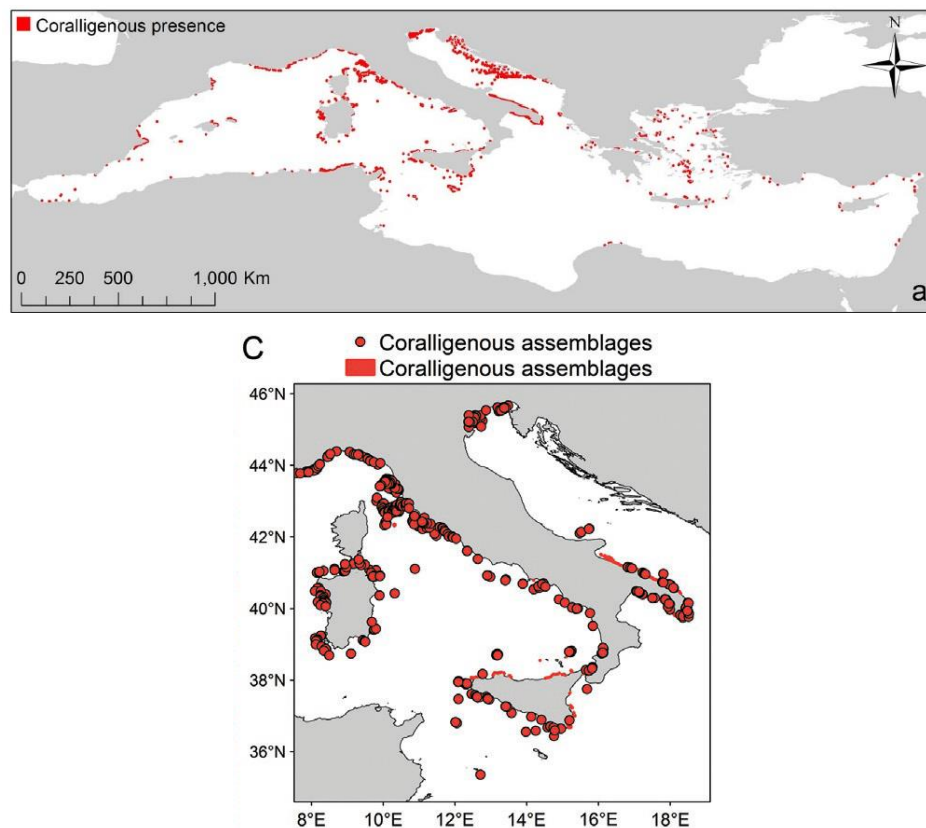 Coralligenous presence
N
0 250 500 1,000 Km
a
C
Coralligenous assemblages
Coralligenous assemblages
46°N
44°N
42°N
40°N
38°N
36°N
8°E 10°E 12°E 14°E 16°E 18°E